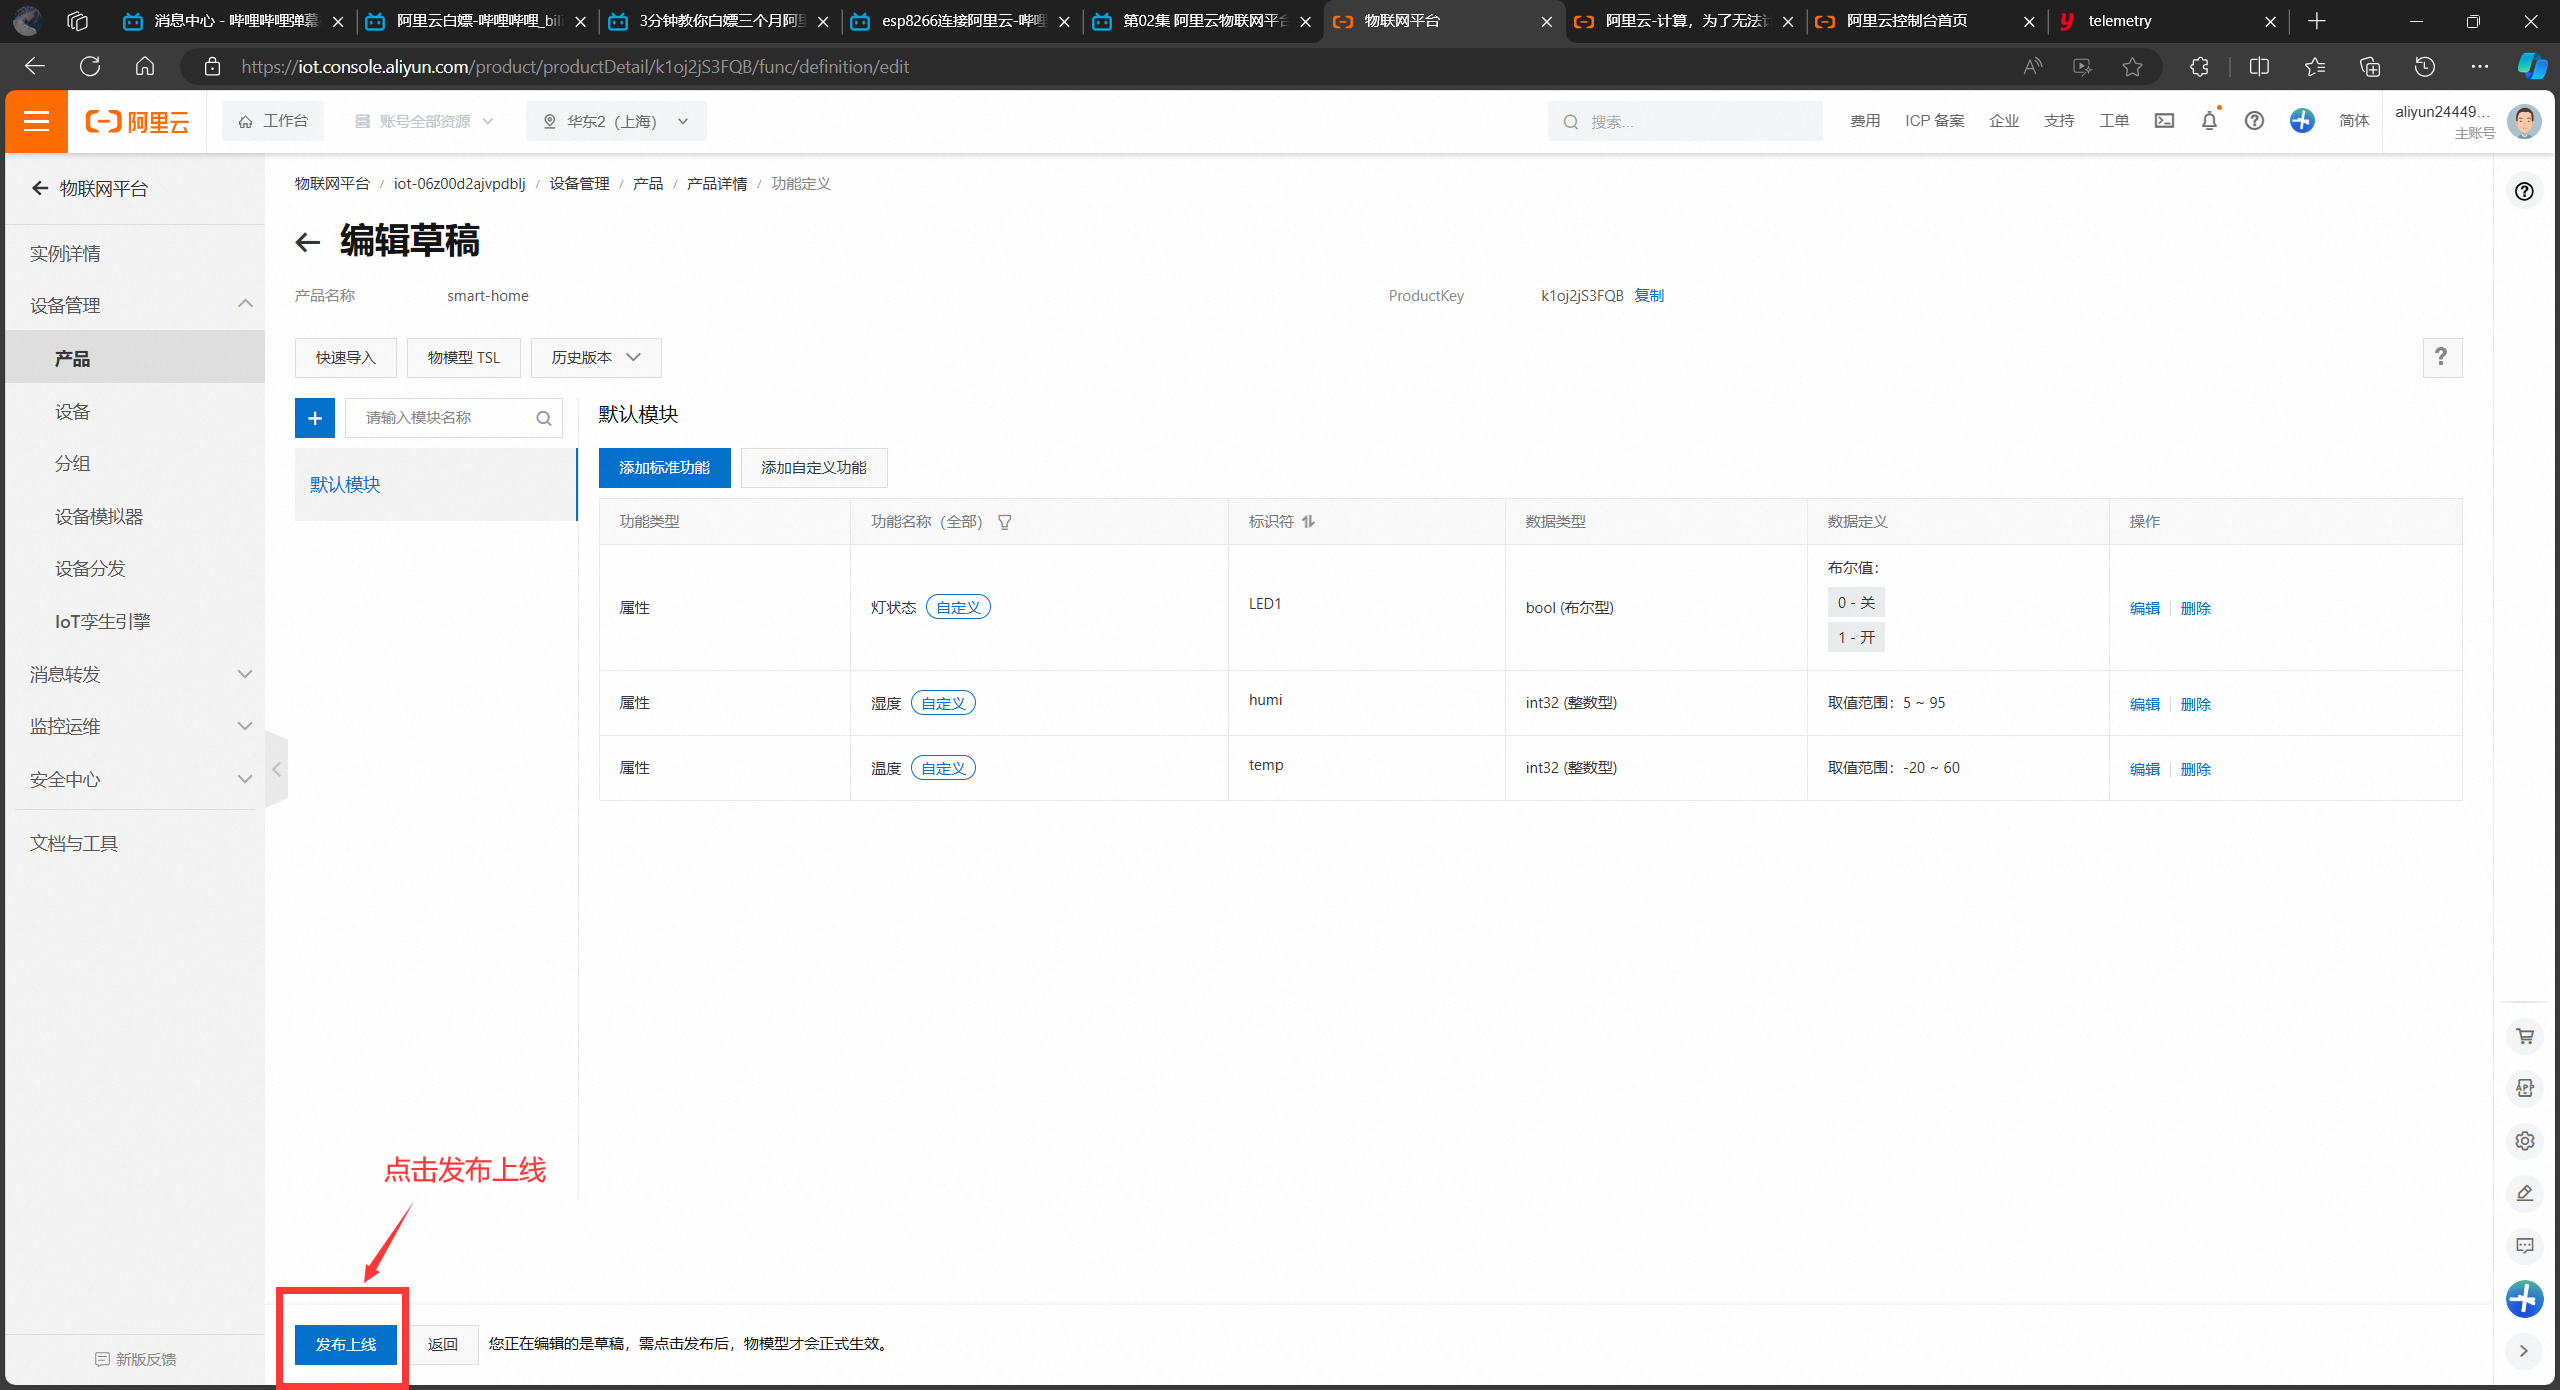 消息中心 - 哔哩哔哩弹幕
阿里云白嫖-哔哩哔哩_bili
3分钟教你白嫖三个月阿里
esp8266连接阿里云-哔哩
第02集 阿里云物联网平台
物联网平台
阿里云-计算，为了无法计
阿里云控制台首页
telemetry
https://iot.console.aliyun.com/product/productDetail/k1oj2jS3FQB/func/definition/edit
阿里云
工作台
账号全部资源
华东2（上海）
搜索...
费用
ICP 备案
企业
支持
工单
简体
aliyun24449...
主账号
物联网平台
实例详情
设备管理
产品
设备
分组
设备模拟器
设备分发
IoT孪生引擎
消息转发
监控运维
安全中心
文档与工具
新版反馈
物联网平台 / iot-06z00d2ajvpdblj / 设备管理 / 产品 / 产品详情 / 功能定义
编辑草稿
产品名称 smart-home ProductKey k1oj2jS3FQB 复制
快速导入 物模型 TSL 历史版本 ?
+ 请输入模块名称
默认模块
默认模块
添加标准功能 添加自定义功能
功能类型 功能名称（全部） 标识符 数据类型 数据定义 操作
属性 灯状态 自定义 LED1 bool (布尔型) 布尔值：
0 - 关
1 - 开
编辑 删除
属性 湿度 自定义 humi int32 (整数型) 取值范围：5 ~ 95 编辑 删除
属性 温度 自定义 temp int32 (整数型) 取值范围：-20 ~ 60 编辑 删除
点击发布上线
发布上线 返回 您正在编辑的是草稿，需点击发布后，物模型才会正式生效。
APP